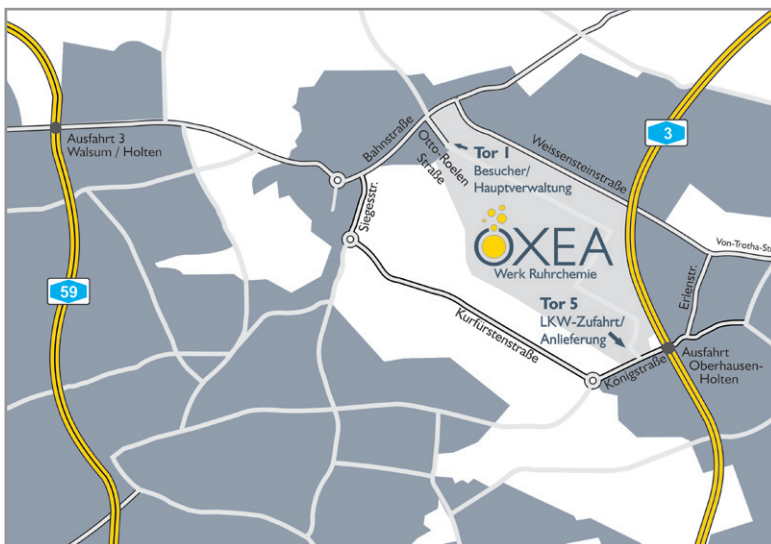 Ausfahrt 3
Walsum / Holten
59
Bahnstraße
Otto-Roelen
Straße
Siegesstr.
Tor 1
Besucher/
Hauptverwaltung
Weissensteinstraße
3
OXEA
Werk Ruhrchemie
Von-Trotha-St
Erlenstr.
Tor 5
LKW-Zufahrt/
Anlieferung
Kurfürstenstraße
Königstraße
Ausfahrt
Oberhausen-
Holten